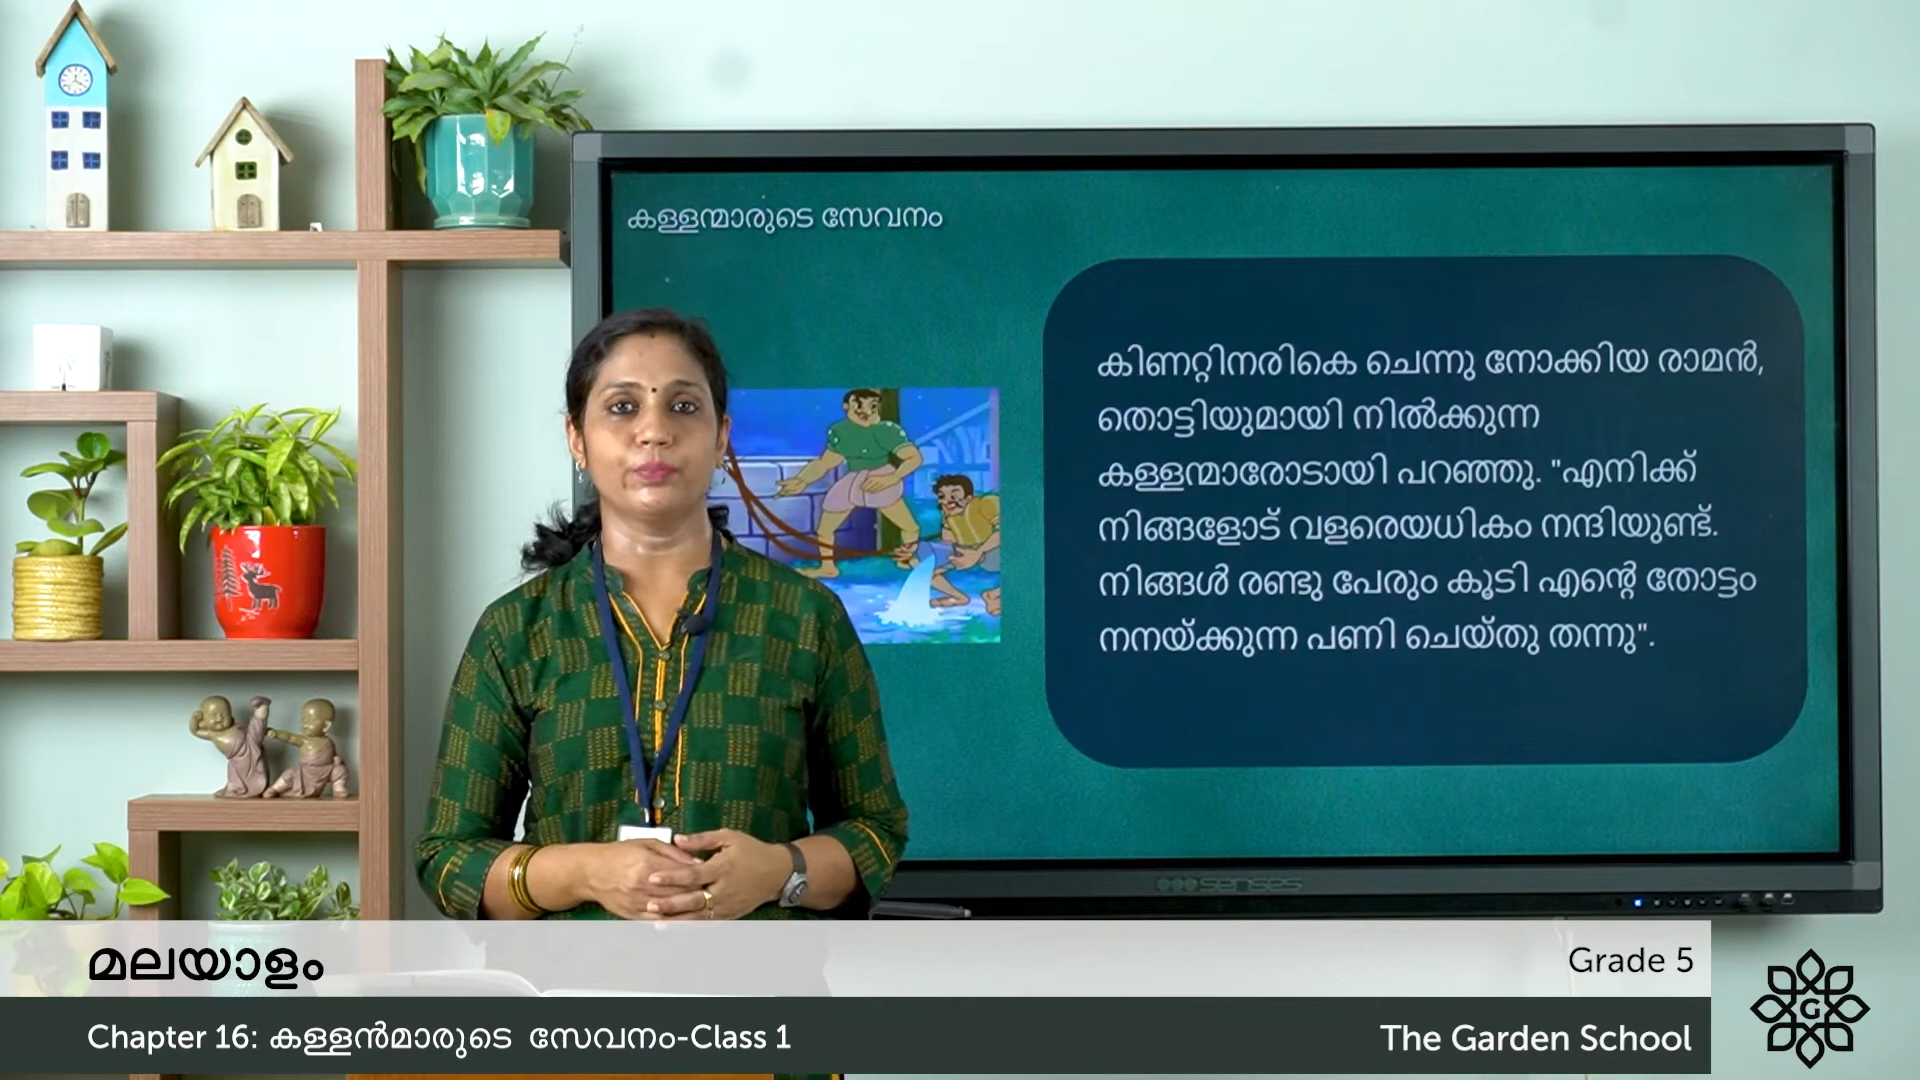 കള്ളന്മാരുടെ സേവനം
കിണറ്റിനരികെ ചെന്നു നോക്കിയ രാമൻ,
തൊട്ടിയുമായി നിൽക്കുന്ന
കള്ളന്മാരോടായി പറഞ്ഞു. "എനിക്ക്
നിങ്ങളോട് വളരെയധികം നന്ദിയുണ്ട്.
നിങ്ങൾ രണ്ടു പേരും കൂടി എന്റെ തോട്ടം
നനയ്ക്കുന്ന പണി ചെയ്തു തന്നു".
senses
മലയാളം
Grade 5
Chapter 16: കള്ളൻമാരുടെ സേവനം-Class 1
The Garden School
G